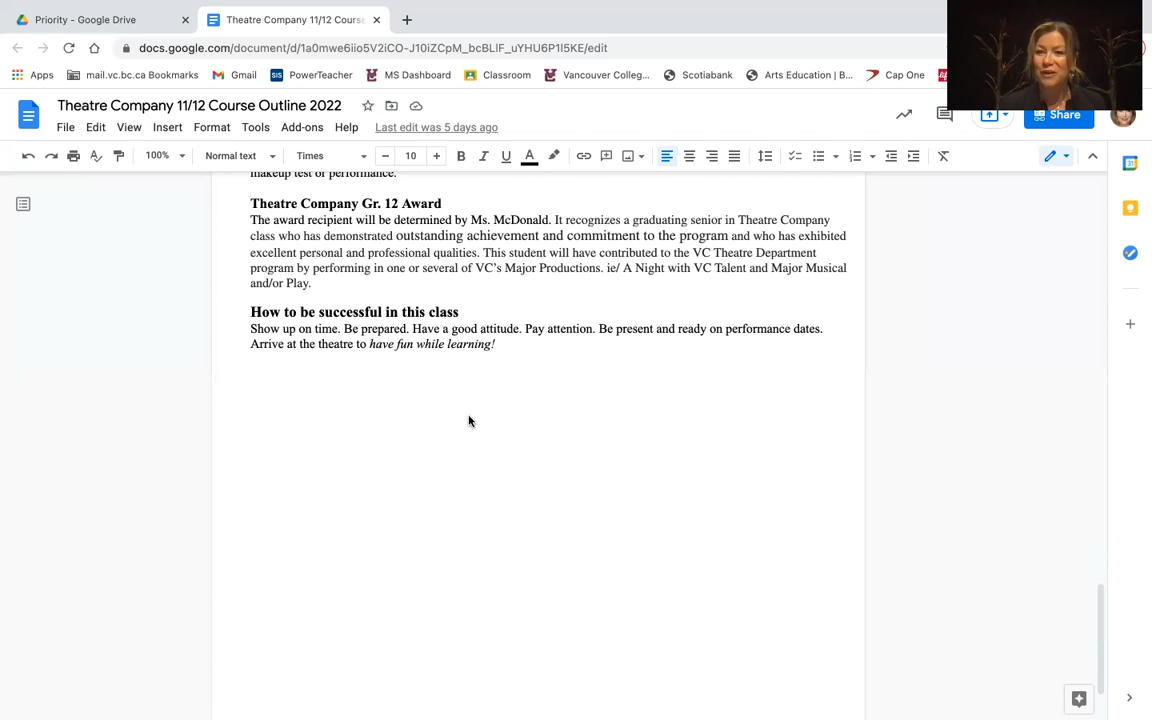 Priority - Google Drive
Theatre Company 11/12 Course
docs.google.com/document/d/1a0mwe6Iio5V2iCO-J10iZCpM_bcBLIF_uYHU6P1I5KE/edit
Apps mail.vc.bc.ca Bookmarks Gmail SIS PowerTeacher MS Dashboard Classroom Vancouver Colleg... Scotiabank Arts Education | B... Cap One
Theatre Company 11/12 Course Outline 2022
File Edit View Insert Format Tools Add-ons Help Last edit was 5 days ago
Share
100% Normal text Times 10 B I U A
makeup test or performance.
Theatre Company Gr. 12 Award
The award recipient will be determined by Ms. McDonald. It recognizes a graduating senior in Theatre Company
class who has demonstrated outstanding achievement and commitment to the program and who has exhibited
excellent personal and professional qualities. This student will have contributed to the VC Theatre Department
program by performing in one or several of VC's Major Productions. ie/ A Night with VC Talent and Major Musical
and/or Play.
How to be successful in this class
Show up on time. Be prepared. Have a good attitude. Pay attention. Be present and ready on performance dates.
Arrive at the theatre to have fun while learning!